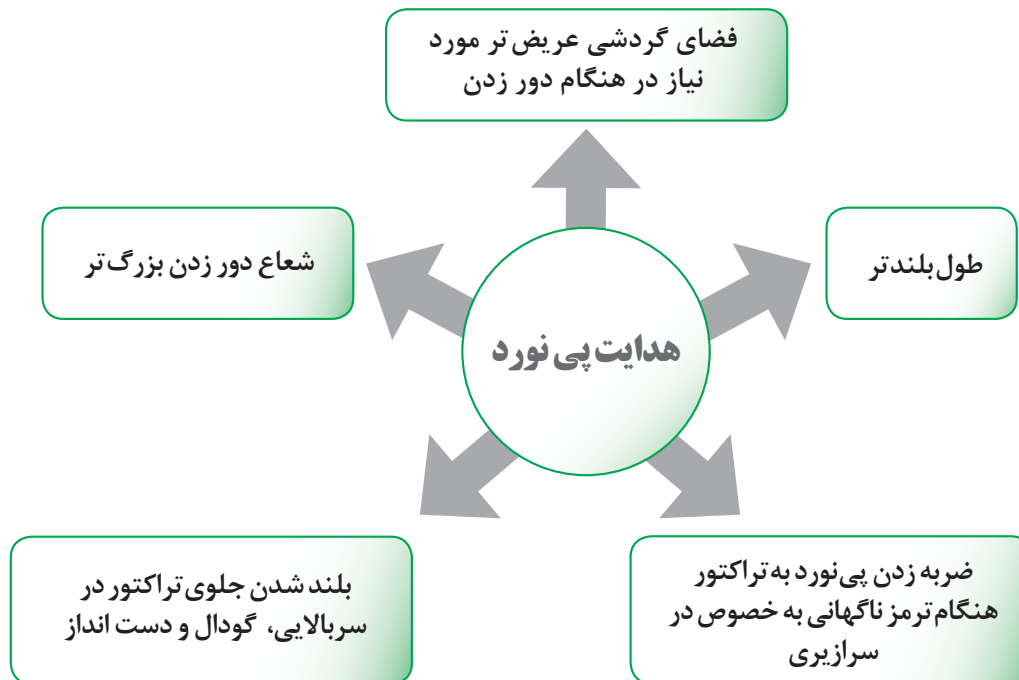 فضای گردشی عریض‌تر مورد
نیاز در هنگام دور زدن
طول بلندتر
شعاع دور زدن بزرگ‌تر
هدایت پی نورد
ضربه زدن پی‌نورد به تراکتور
هنگام ترمز ناگهانی به خصوص در
سرازیری
بلند شدن جلوی تراکتور در
سربالایی، گودال و دست انداز